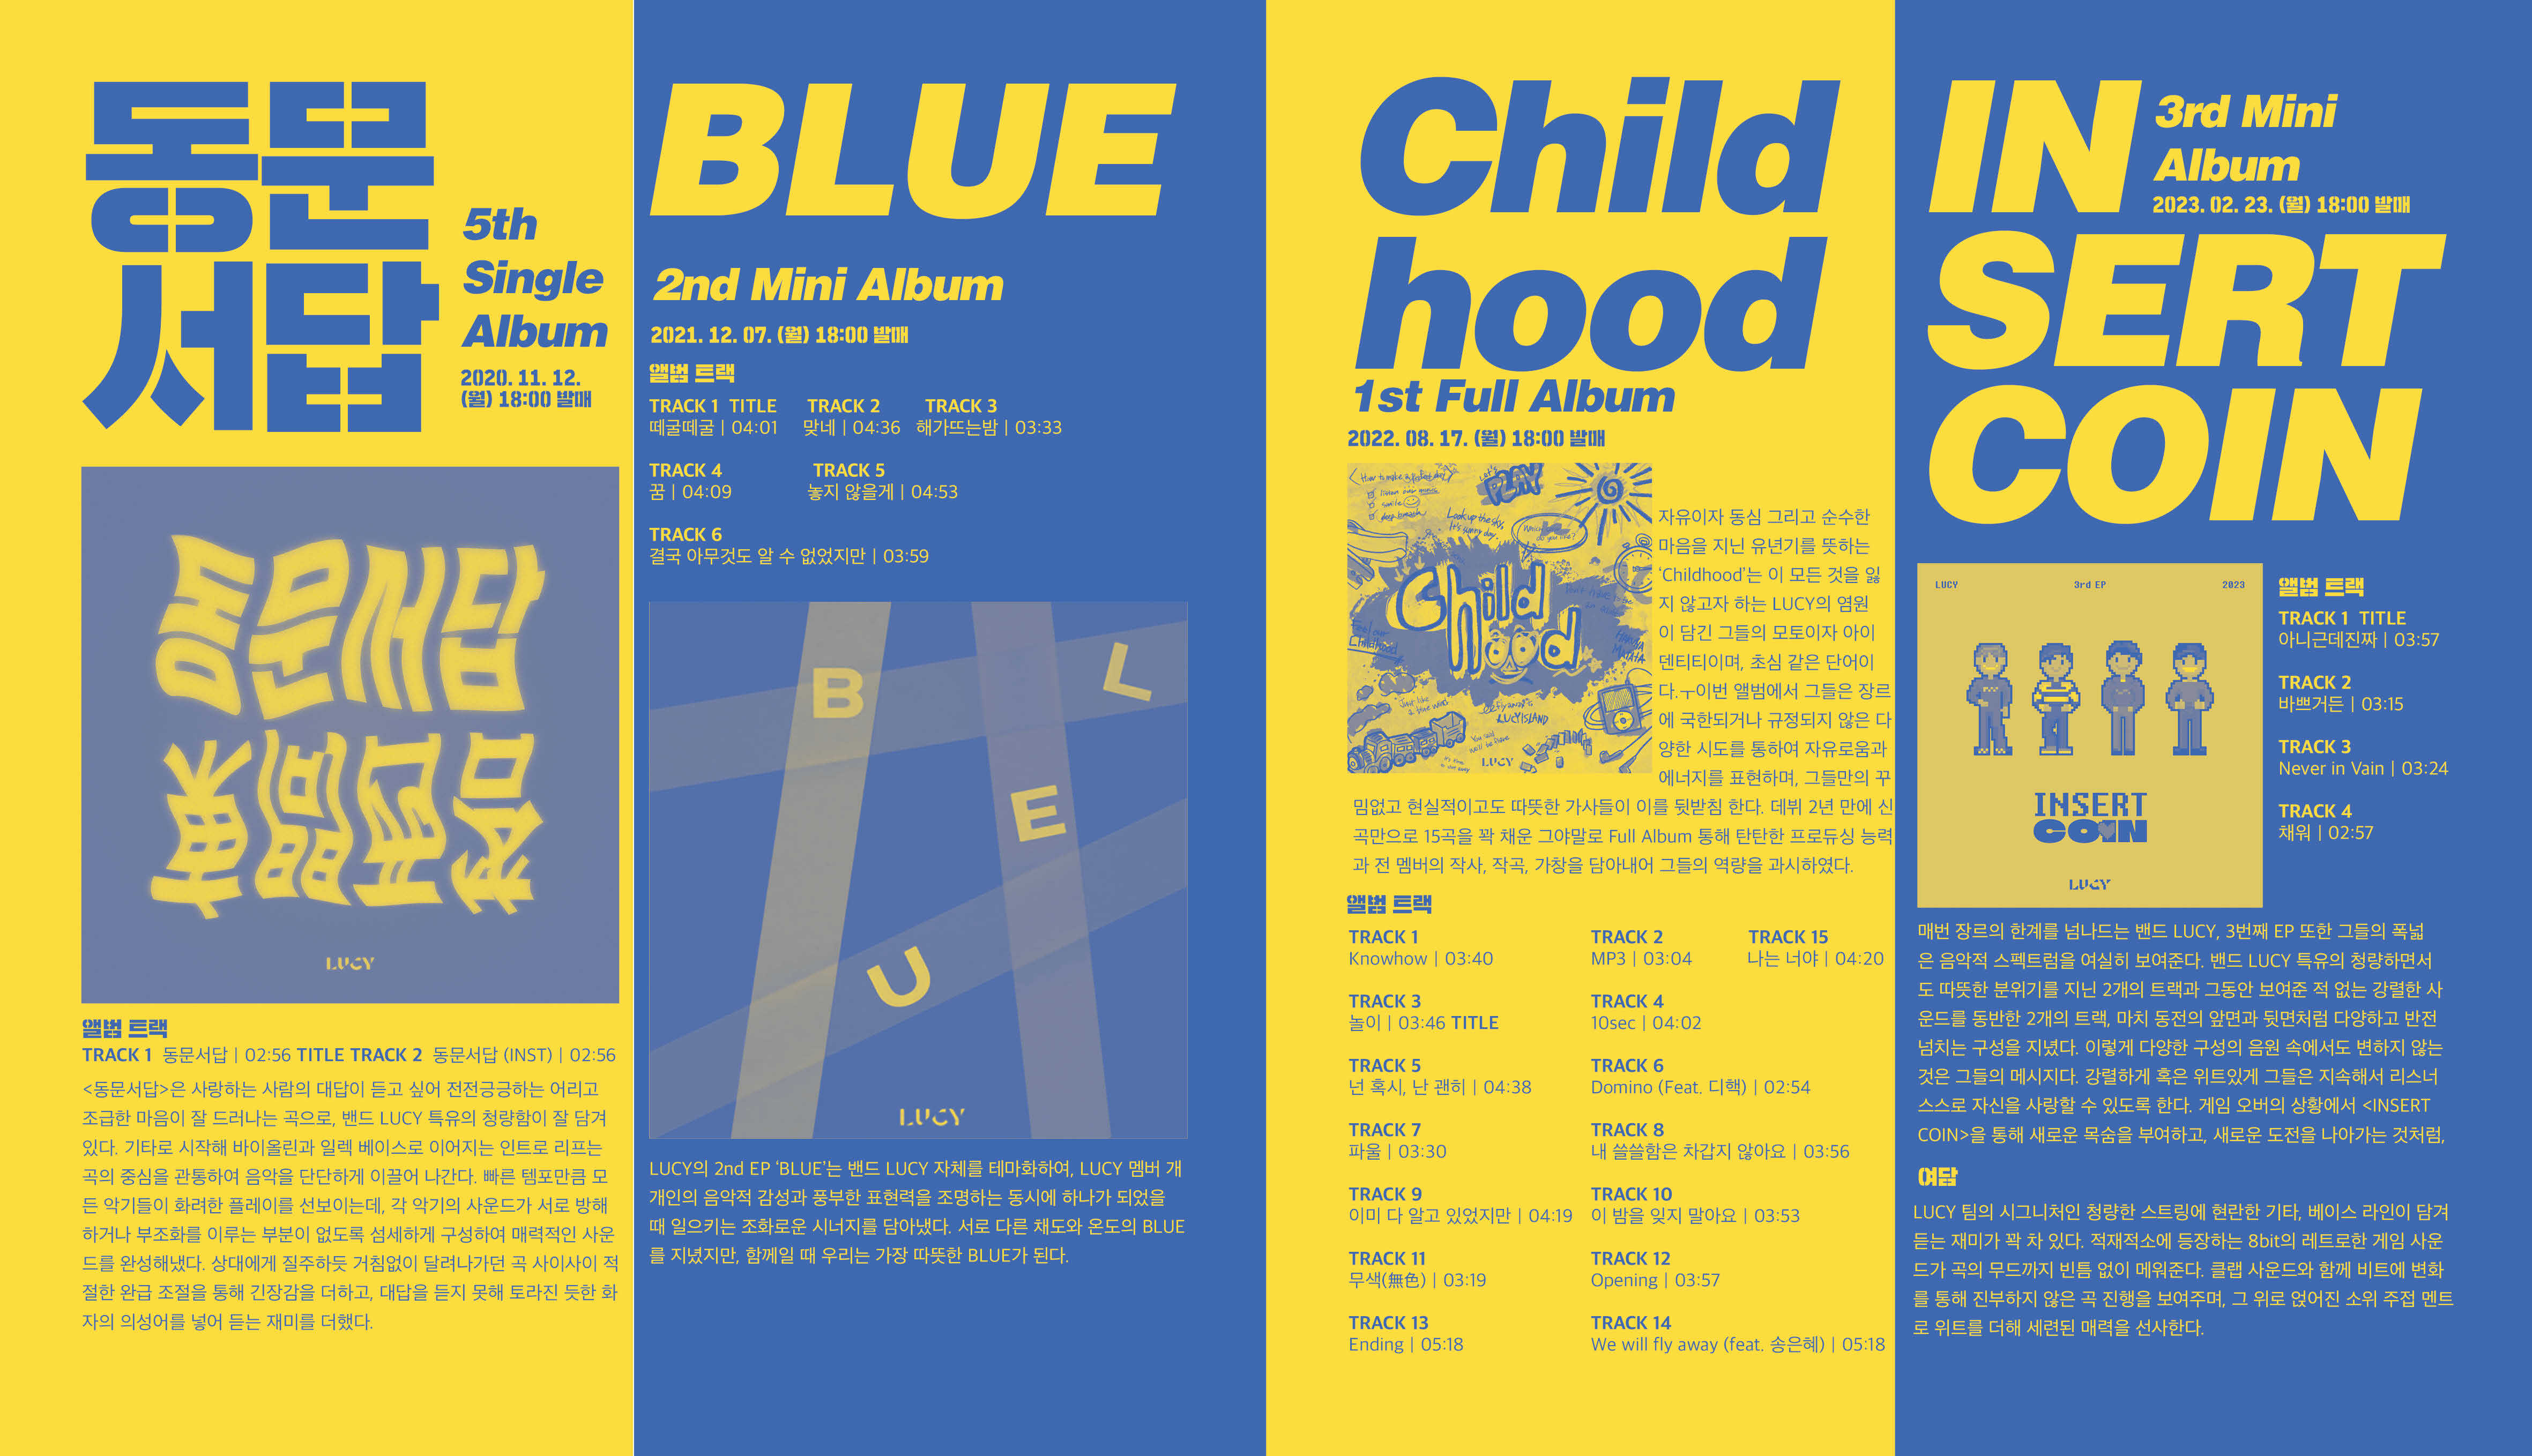 동문
서답
5th
Single
Album
2020. 11. 12.
(월) 18:00 발매
동문서답
東問西答
LUCY
앨범 트랙
TRACK 1 동문서답 | 02:56 TITLE TRACK 2 동문서답 (INST) | 02:56
<동문서답>은 사랑하는 사람의 대답이 듣고 싶어 전전긍긍하는 어리고
조급한 마음이 잘 드러나는 곡으로, 밴드 LUCY 특유의 청량함이 잘 담겨
있다. 기타로 시작해 바이올린과 일렉 베이스로 이어지는 인트로 리프는
곡의 중심을 관통하여 음악을 단단하게 이끌어 나간다. 빠른 템포만큼 모
든 악기들이 화려한 플레이를 선보이는데, 각 악기의 사운드가 서로 방해
하거나 부조화를 이루는 부분이 없도록 섬세하게 구성하여 매력적인 사운
드를 완성해냈다. 상대에게 질주하듯 거침없이 달려나가던 곡 사이사이 적
절한 완급 조절을 통해 긴장감을 더하고, 대답을 듣지 못해 토라진 듯한 화
자의 의성어를 넣어 듣는 재미를 더했다.
BLUE
2nd Mini Album
2021. 12. 07. (월) 18:00 발매
앨범 트랙
TRACK 1 TITLE TRACK 2 TRACK 3
떼굴떼굴 | 04:01 맞네 | 04:36 해가뜨는밤 | 03:33
TRACK 4 TRACK 5
꿈 | 04:09 놓지 않을게 | 04:53
TRACK 6
결국 아무것도 알 수 없었지만 | 03:59
B
L
E
U
LUCY
LUCY의 2nd EP ‘BLUE’는 밴드 LUCY 자체를 테마화하여, LUCY 멤버 개
개인의 음악적 감성과 풍부한 표현력을 조명하는 동시에 하나가 되었을
때 일으키는 조화로운 시너지를 담아냈다. 서로 다른 채도와 온도의 BLUE
를 지녔지만, 함께일 때 우리는 가장 따뜻한 BLUE가 된다.
Child
hood
1st Full Album
2022. 08. 17. (월) 18:00 발매
How to make a perfect day
listen our music
smile
deep breath
Let's
PLAY
Look up the sky,
It's sunny day.
Which
do you like?
Child
hood
Feel our
Childhood
HAKUNA
MATATA
LUCY ISLAND
LUCY
자유이자 동심 그리고 순수한
마음을 지닌 유년기를 뜻하는
‘Childhood’는 이 모든 것을 잃
지 않고자 하는 LUCY의 염원
이 담긴 그들의 모토이자 아이
덴티티이며, 초심 같은 단어이
다.ㅜ이번 앨범에서 그들은 장르
에 국한되거나 규정되지 않은 다
양한 시도를 통하여 자유로움과
에너지를 표현하며, 그들만의 꾸
밈없고 현실적이고도 따뜻한 가사들이 이를 뒷받침 한다. 데뷔 2년 만에 신
곡만으로 15곡을 꽉 채운 그야말로 Full Album 통해 탄탄한 프로듀싱 능력
과 전 멤버의 작사, 작곡, 가창을 담아내어 그들의 역량을 과시하였다.
앨범 트랙
TRACK 1 TRACK 2 TRACK 15
Knowhow | 03:40 MP3 | 03:04 나는 너야 | 04:20
TRACK 3 TRACK 4
놀이 | 03:46 TITLE 10sec | 04:02
TRACK 5 TRACK 6
넌 혹시, 난 괜히 | 04:38 Domino (Feat. 디핵) | 02:54
TRACK 7 TRACK 8
파울 | 03:30 내 쓸쓸함은 차갑지 않아요 | 03:56
TRACK 9 TRACK 10
이미 다 알고 있었지만 | 04:19 이 밤을 잊지 말아요 | 03:53
TRACK 11 TRACK 12
무색(無色) | 03:19 Opening | 03:57
TRACK 13 TRACK 14
Ending | 05:18 We will fly away (feat. 송은혜) | 05:18
IN
SERT
COIN
3rd Mini
Album
2023. 02. 23. (월) 18:00 발매
LUCY 3rd EP 2023
INSERT
COIN
LUCY
앨범 트랙
TRACK 1 TITLE
아니근데진짜 | 03:57
TRACK 2
바쁘거든 | 03:15
TRACK 3
Never in Vain | 03:24
TRACK 4
채워 | 02:57
매번 장르의 한계를 넘나드는 밴드 LUCY, 3번째 EP 또한 그들의 폭넓
은 음악적 스펙트럼을 여실히 보여준다. 밴드 LUCY 특유의 청량하면서
도 따뜻한 분위기를 지닌 2개의 트랙과 그동안 보여준 적 없는 강렬한 사
운드를 동반한 2개의 트랙, 마치 동전의 앞면과 뒷면처럼 다양하고 반전
넘치는 구성을 지녔다. 이렇게 다양한 구성의 음원 속에서도 변하지 않는
것은 그들의 메시지다. 강렬하게 혹은 위트있게 그들은 지속해서 리스너
스스로 자신을 사랑할 수 있도록 한다. 게임 오버의 상황에서 <INSERT
COIN>을 통해 새로운 목숨을 부여하고, 새로운 도전을 나아가는 것처럼,
여담
LUCY 팀의 시그니처인 청량한 스트링에 현란한 기타, 베이스 라인이 담겨
듣는 재미가 꽉 차 있다. 적재적소에 등장하는 8bit의 레트로한 게임 사운
드가 곡의 무드까지 빈틈 없이 메워준다. 클랩 사운드와 함께 비트에 변화
를 통해 진부하지 않은 곡 진행을 보여주며, 그 위로 얹어진 소위 주접 멘트
로 위트를 더해 세련된 매력을 선사한다.